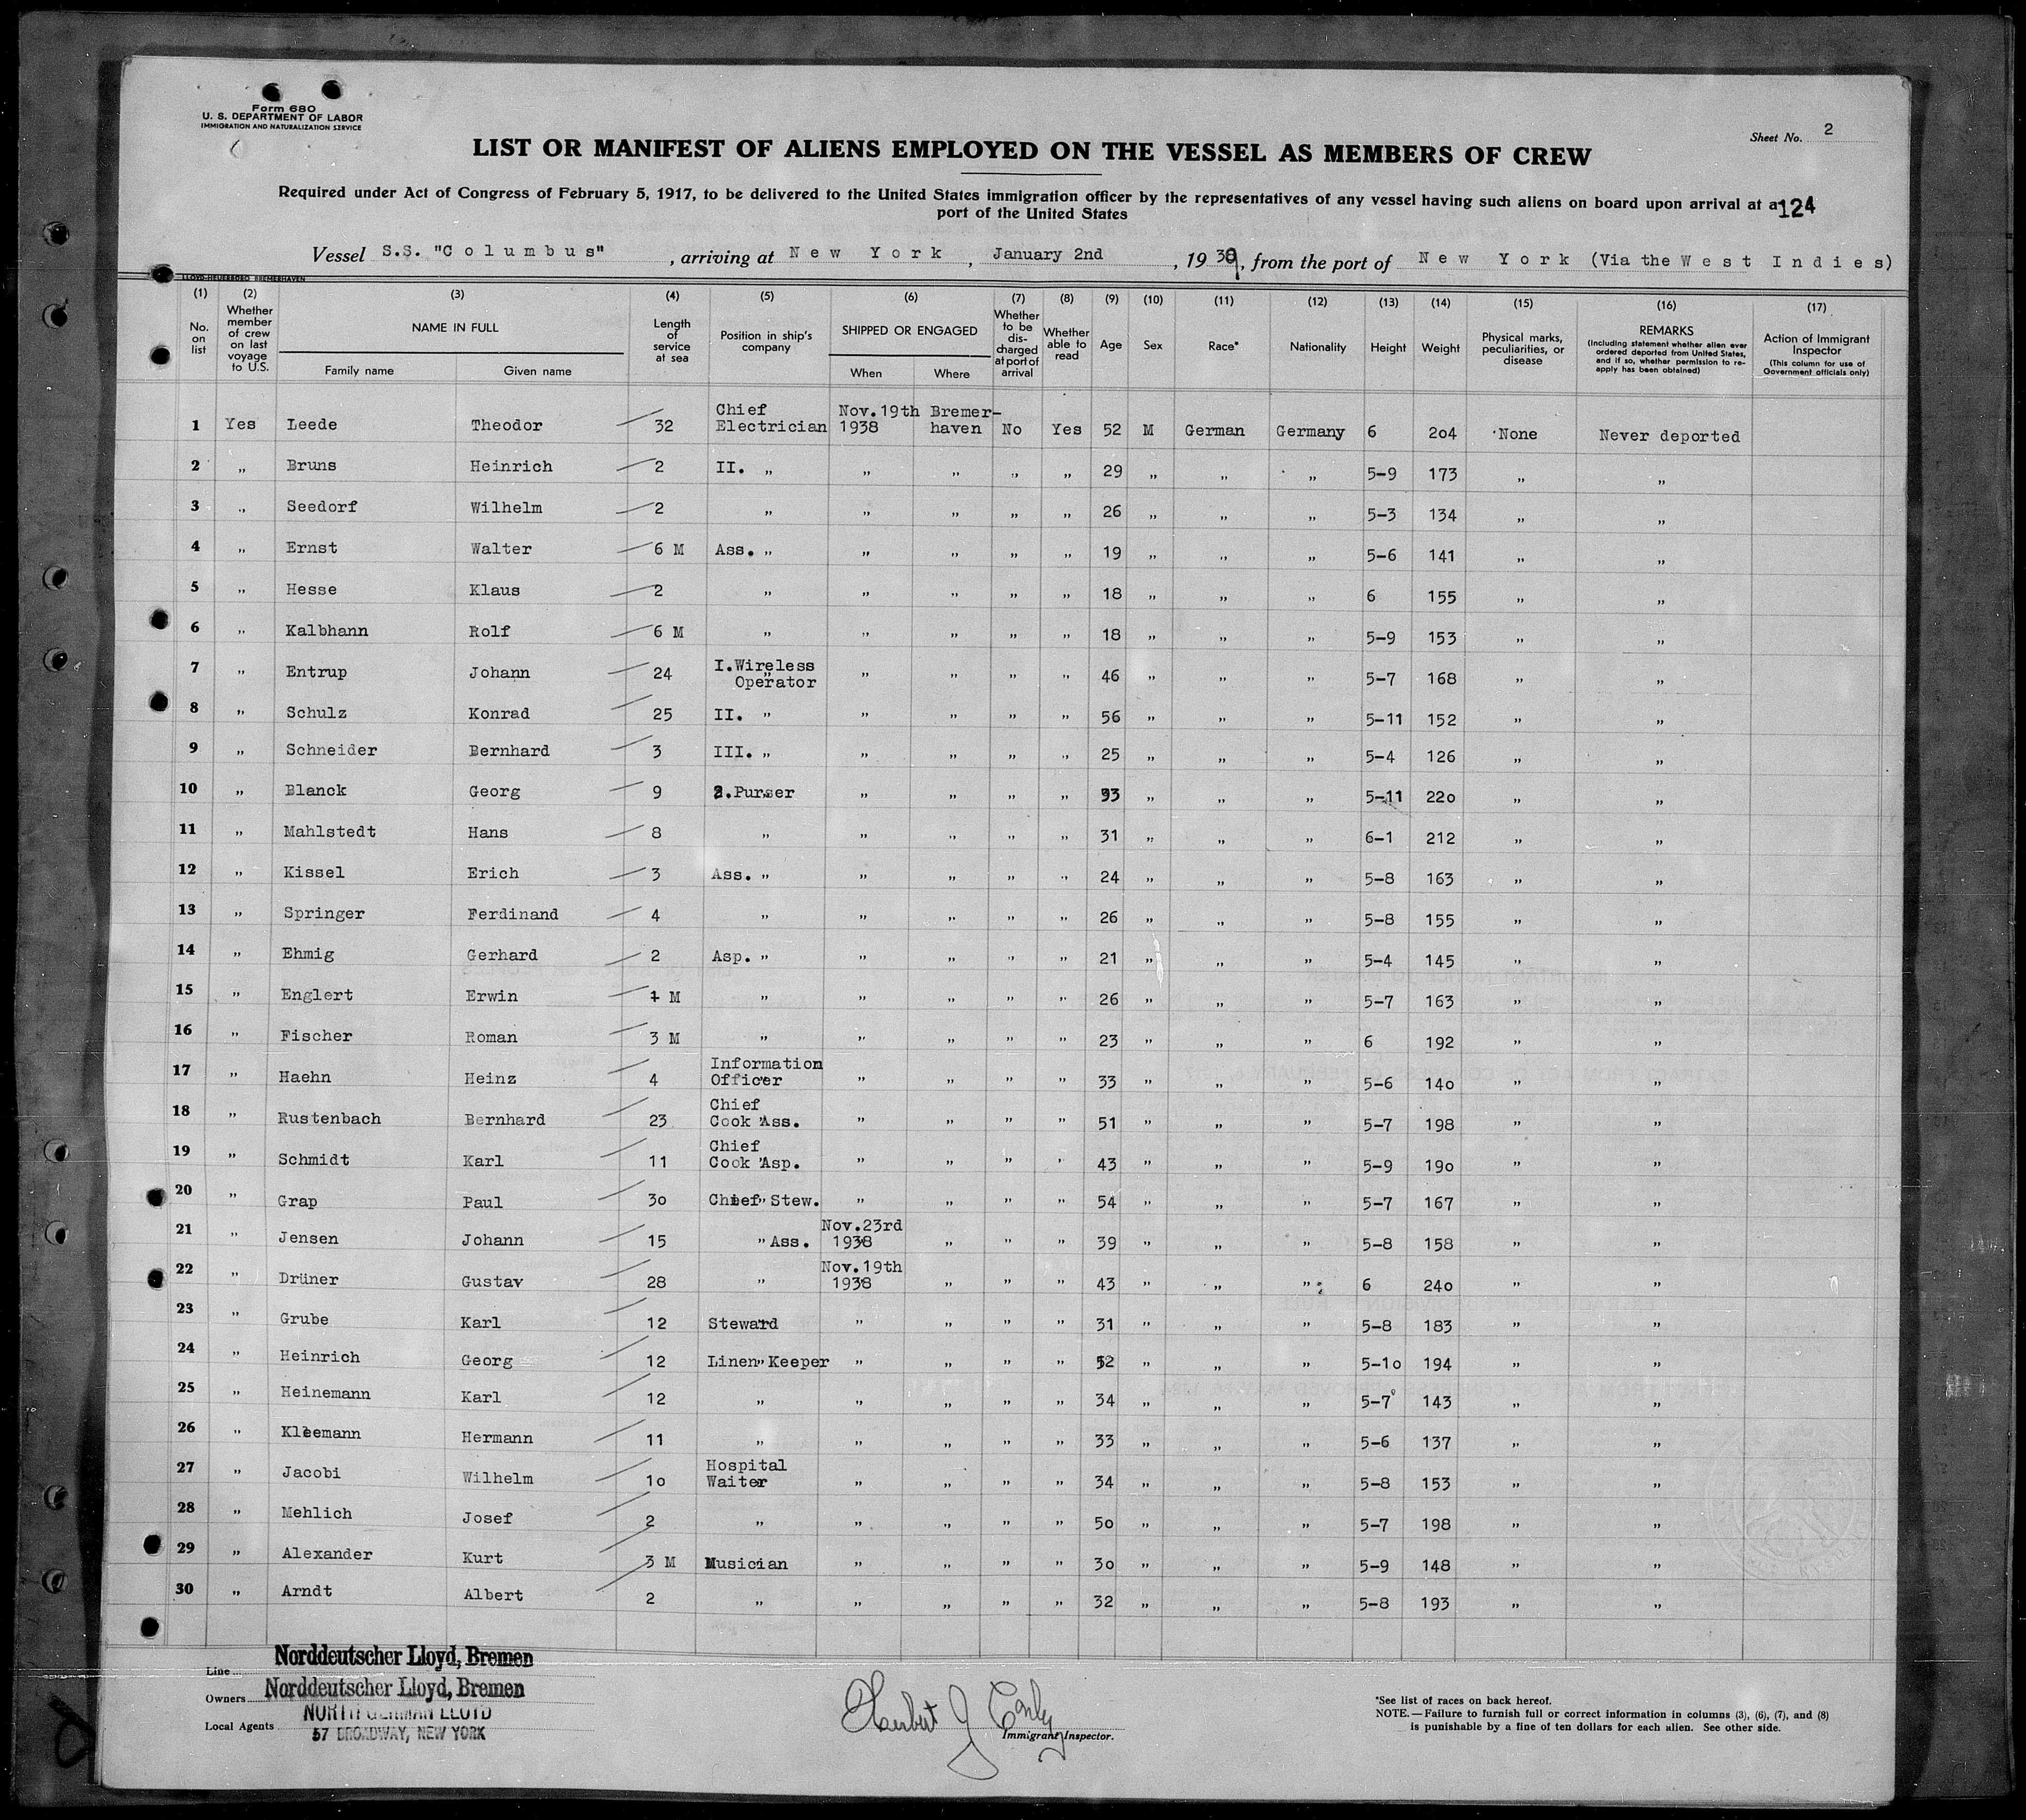 Form 680
U. S. DEPARTMENT OF LABOR
IMMIGRATION AND NATURALIZATION SERVICE
Sheet No. 2
LIST OR MANIFEST OF ALIENS EMPLOYED ON THE VESSEL AS MEMBERS OF CREW
Required under Act of Congress of February 5, 1917, to be delivered to the United States immigration officer by the representatives of any vessel having such aliens on board upon arrival at a
port of the United States
124
Vessel S.S. "Columbus", arriving at New York, January 2nd, 1939, from the port of New York (Via the West Indies)
LLOYD-HEUERBÜRO BREMERHAVEN
(1) (2) (3) (4) (5) (6) (7) (8) (9) (10) (11) (12) (13) (14) (15) (16) (17)
No. on list
Whether member of crew on last voyage to U.S.
NAME IN FULL
Family name Given name
Length of service at sea
Position in ship's company
SHIPPED OR ENGAGED
When Where
Whether to be discharged at port of arrival
Whether able to read
Age Sex Race* Nationality Height Weight
Physical marks, peculiarities, or disease
REMARKS
(Including statement whether alien ever ordered deported from United States, and if so, whether permission to re-apply has been obtained)
Action of Immigrant Inspector
(This column for use of Government officials only)
1 Yes Leede Theodor 32 Chief Electrician Nov.19th 1938 Bremer-haven No Yes 52 M German Germany 6 204 None Never deported
2 „ Bruns Heinrich 2 II. „ „ „ „ „ 29 „ „ „ 5-9 173 „ „
3 „ Seedorf Wilhelm 2 „ „ „ „ „ 26 „ „ „ 5-3 134 „ „
4 „ Ernst Walter 6 M Ass. „ „ „ „ „ 19 „ „ „ 5-6 141 „ „
5 „ Hesse Klaus 2 „ „ „ „ „ 18 „ „ „ 6 155 „ „
6 „ Kalbhann Rolf 6 M „ „ „ „ „ 18 „ „ „ 5-9 153 „ „
7 „ Entrup Johann 24 I.Wireless Operator „ „ „ „ 46 „ „ „ 5-7 168 „ „
8 „ Schulz Konrad 25 II. „ „ „ „ „ 56 „ „ „ 5-11 152 „ „
9 „ Schneider Bernhard 3 III. „ „ „ „ „ 25 „ „ „ 5-4 126 „ „
10 „ Blanck Georg 9 2.Purser „ „ „ „ 33 „ „ „ 5-11 220 „ „
11 „ Mahlstedt Hans 8 „ „ „ „ „ 31 „ „ „ 6-1 212 „ „
12 „ Kissel Erich 3 Ass. „ „ „ „ „ 24 „ „ „ 5-8 163 „ „
13 „ Springer Ferdinand 4 „ „ „ „ „ 26 „ „ „ 5-8 155 „ „
14 „ Ehmig Gerhard 2 Asp. „ „ „ „ „ 21 „ „ „ 5-4 145 „ „
15 „ Englert Erwin M „ „ „ „ „ 26 „ „ „ 5-7 163 „ „
16 „ Fischer Roman 3 M „ „ „ „ „ 23 „ „ „ 6 192 „ „
17 „ Haehn Heinz 4 Information Officer „ „ „ „ 33 „ „ „ 5-6 140 „ „
18 „ Rustenbach Bernhard 23 Chief Cook Ass. „ „ „ „ 51 „ „ „ 5-7 198 „ „
19 „ Schmidt Karl 11 Chief Cook Asp. „ „ „ „ 43 „ „ „ 5-9 190 „ „
20 „ Grap Paul 30 Chief Stew. „ „ „ „ 54 „ „ „ 5-7 167 „ „
21 „ Jensen Johann 15 „ Ass. Nov.23rd 1938 „ „ „ 39 „ „ „ 5-8 158 „ „
22 „ Drüner Gustav 28 „ Nov.19th 1938 „ „ „ 43 „ „ „ 6 240 „ „
23 „ Grube Karl 12 Steward „ „ „ „ 31 „ „ „ 5-8 183 „ „
24 „ Heinrich Georg 12 Linen Keeper „ „ „ „ 52 „ „ „ 5-10 194 „ „
25 „ Heinemann Karl 12 „ „ „ „ „ 34 „ „ „ 5-7 143 „ „
26 „ Kleemann Hermann 11 „ „ „ „ „ 33 „ „ „ 5-6 137 „ „
27 „ Jacobi Wilhelm 10 Hospital Waiter „ „ „ „ 34 „ „ „ 5-8 153 „ „
28 „ Mehlich Josef 2 „ „ „ „ „ 50 „ „ „ 5-7 198 „ „
29 „ Alexander Kurt 3 M Musician „ „ „ „ 30 „ „ „ 5-9 148 „ „
30 „ Arndt Albert 2 „ „ „ „ „ 32 „ „ „ 5-8 193 „ „
Line Norddeutscher Lloyd, Bremen
Owners Norddeutscher Lloyd, Bremen
Local Agents NORTH GERMAN LLOYD
57 BROADWAY, NEW YORK
Herbert J Early
Immigrant Inspector.
*See list of races on back hereof.
NOTE.—Failure to furnish full or correct information in columns (3), (6), (7), and (8)
is punishable by a fine of ten dollars for each alien. See other side.